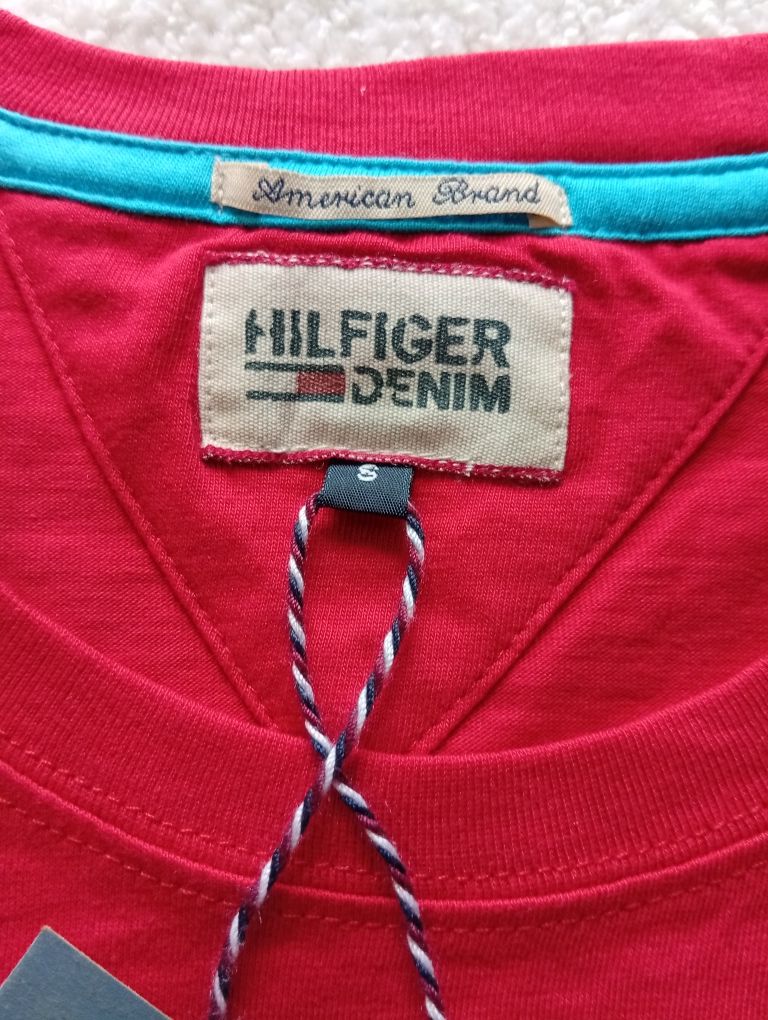 American Brand
HILFIGER
DENIM
S